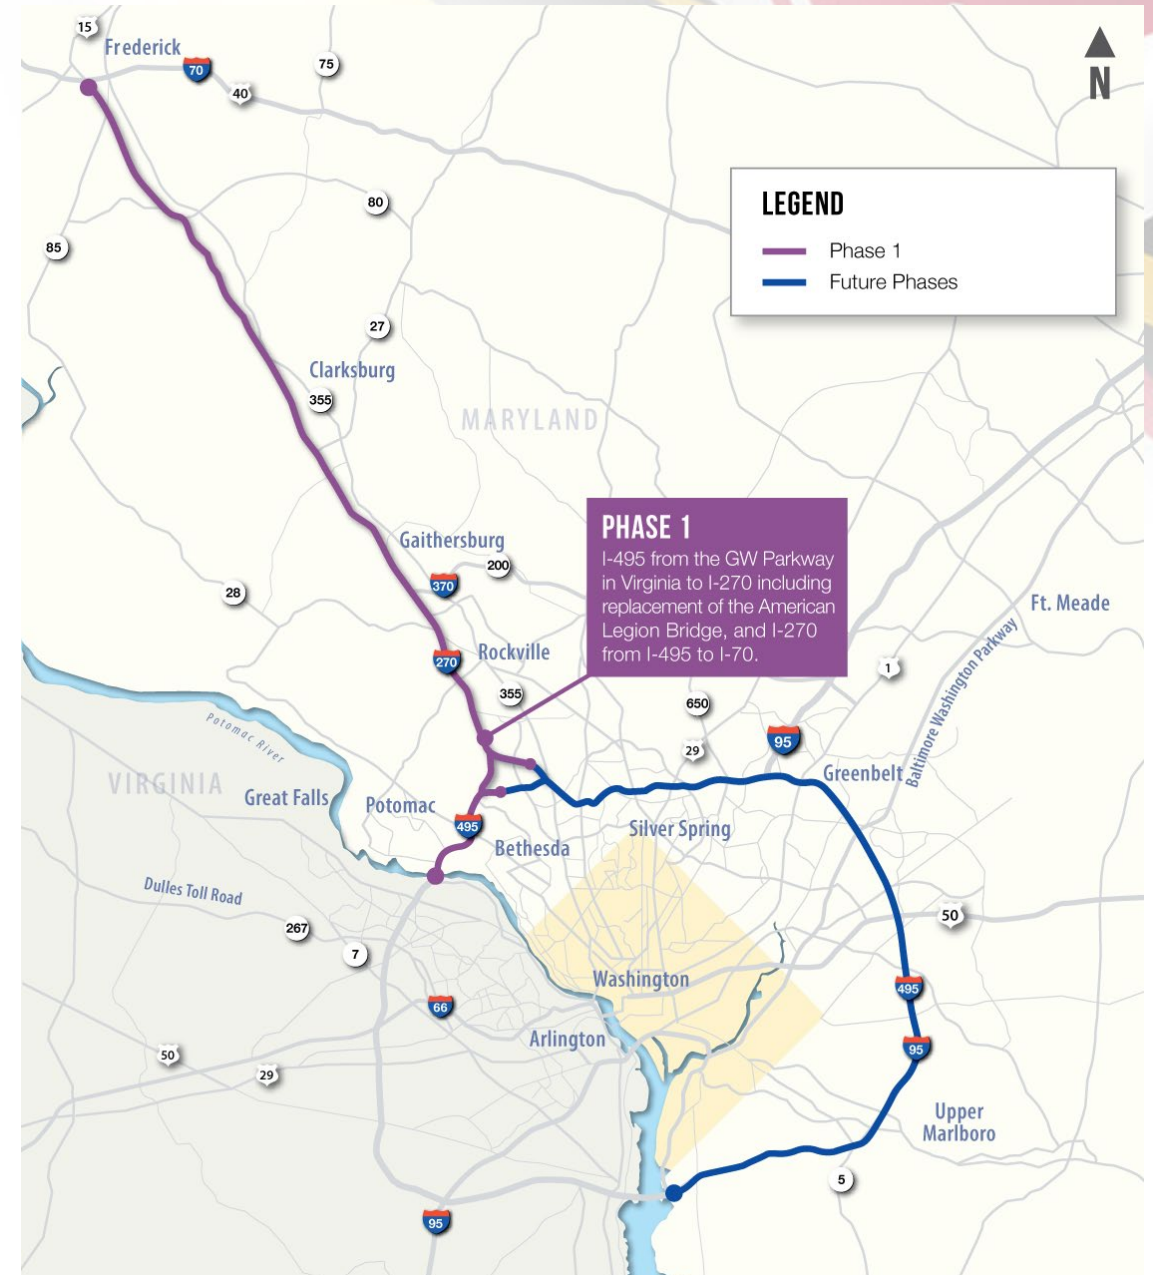 15
Frederick
70
40
75
N
LEGEND
Phase 1
Future Phases
80
85
27
Clarksburg
355
MARYLAND
PHASE 1
I-495 from the GW Parkway
in Virginia to I-270 including
replacement of the American
Legion Bridge, and I-270
from I-495 to I-70.
Gaithersburg
200
370
28
Ft. Meade
270
Rockville
355
650
1
Baltimore Washington Parkway
29
95
Potomac River
VIRGINIA
Great Falls
Potomac
495
Bethesda
Silver Spring
Greenbelt
Dulles Toll Road
267
7
50
Washington
495
66
Arlington
95
50
29
Upper
Marlboro
5
95